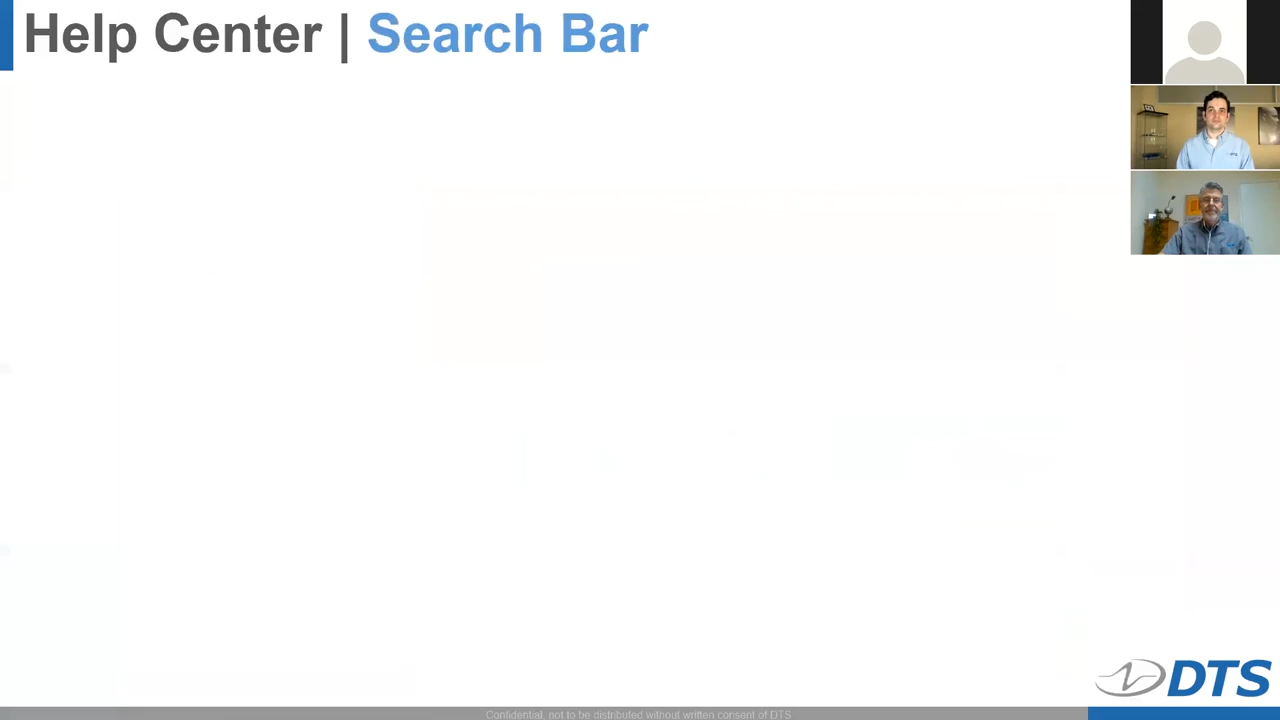 Help Center | Search Bar
DTS
Confidential, not to be distributed without written consent of DTS